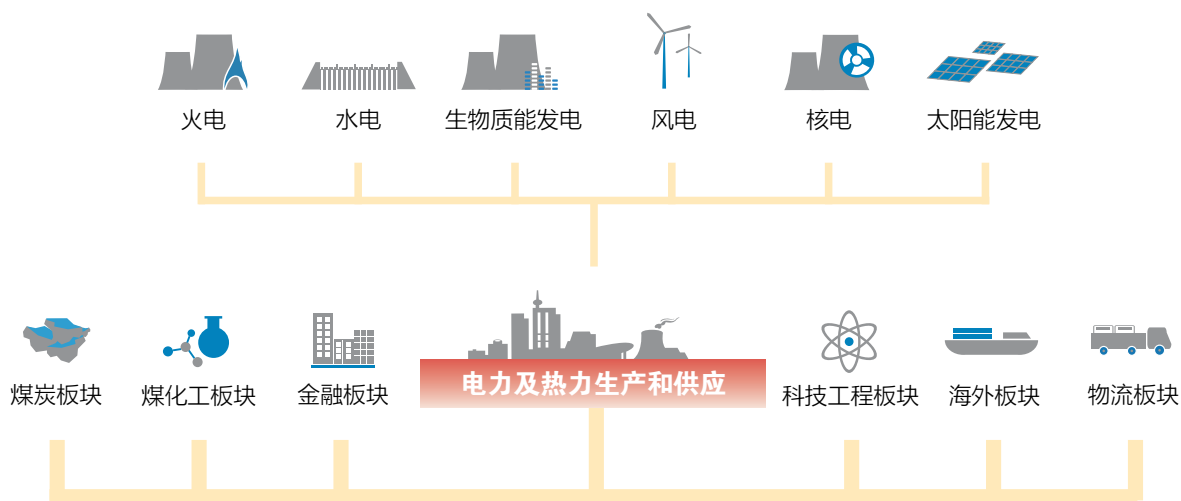 火电
水电
生物质能发电
风电
核电
太阳能发电
煤炭板块
煤化工板块
金融板块
电力及热力生产和供应
科技工程板块
海外板块
物流板块